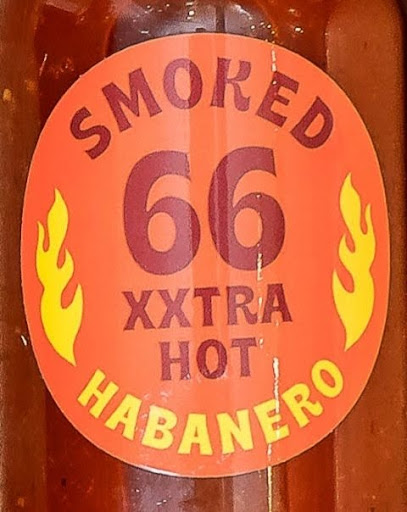 SMOKED
66
XXTRA
HOT
HABANERO